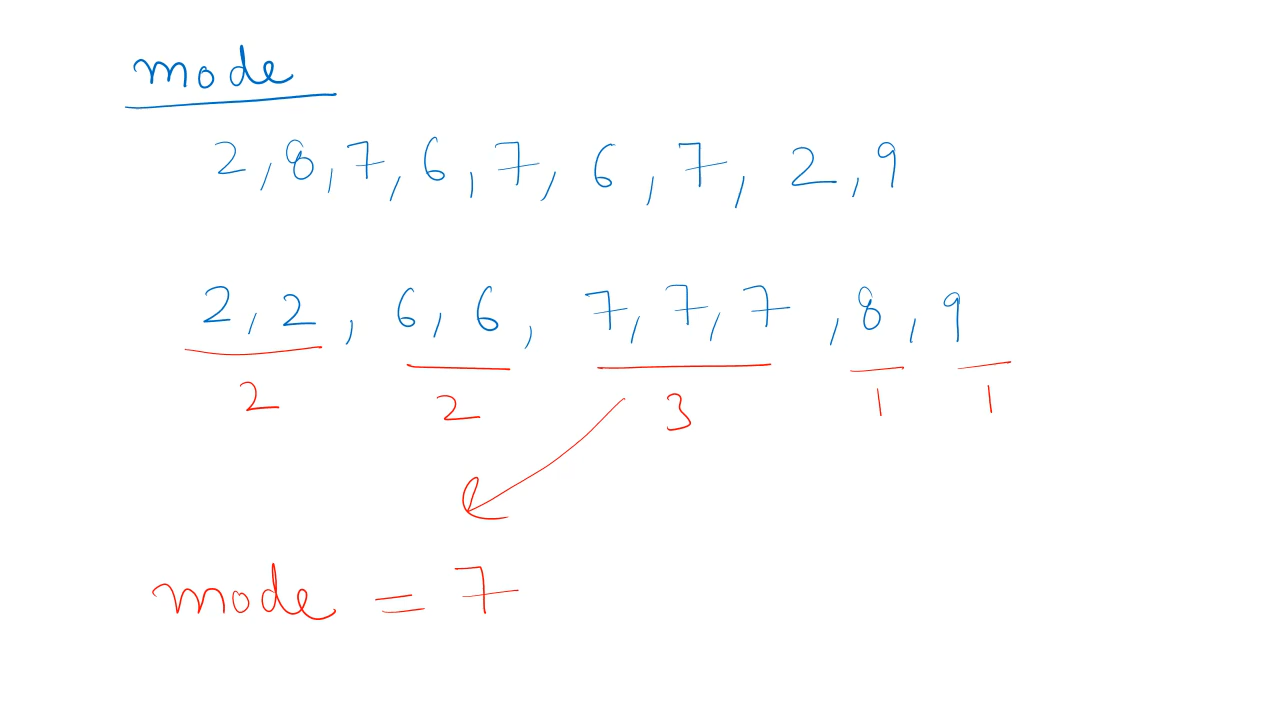 mode
2, 8, 7, 6, 7, 6, 7, 2, 9
2, 2, 6, 6, 7, 7, 7, 8, 9
2 2 3 1 1
mode = 7